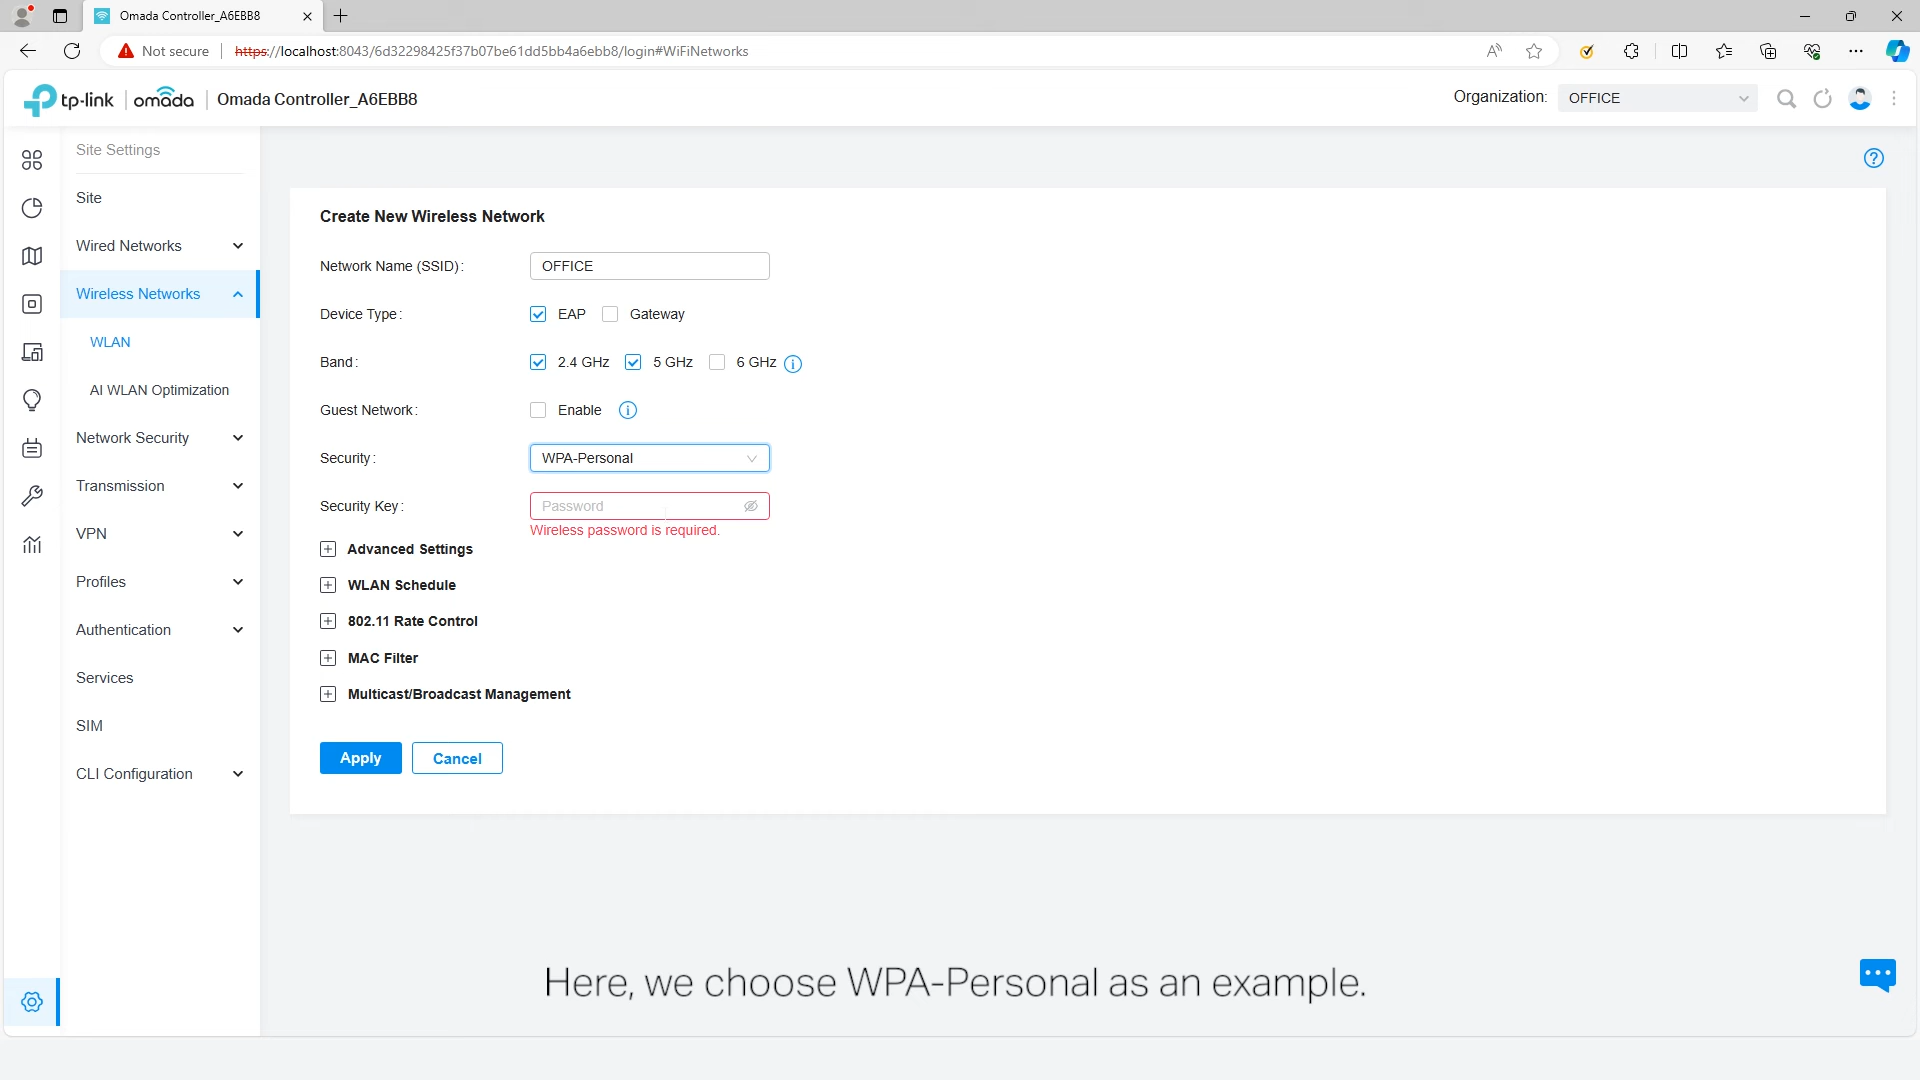 Omada Controller_A6EBB8
Not secure
https://localhost:8043/6d32298425f37b07be61dd5bb4a6ebb8/login#WiFiNetworks
tp-link omada Omada Controller_A6EBB8
Organization: OFFICE
Site Settings
Site
Wired Networks
Wireless Networks
WLAN
AI WLAN Optimization
Network Security
Transmission
VPN
Profiles
Authentication
Services
SIM
CLI Configuration
Create New Wireless Network
Network Name (SSID): OFFICE
Device Type: EAP Gateway
Band: 2.4 GHz 5 GHz 6 GHz
Guest Network: Enable
Security: WPA-Personal
Security Key: Password
Wireless password is required.
Advanced Settings
WLAN Schedule
802.11 Rate Control
MAC Filter
Multicast/Broadcast Management
Apply Cancel
Here, we choose WPA-Personal as an example.